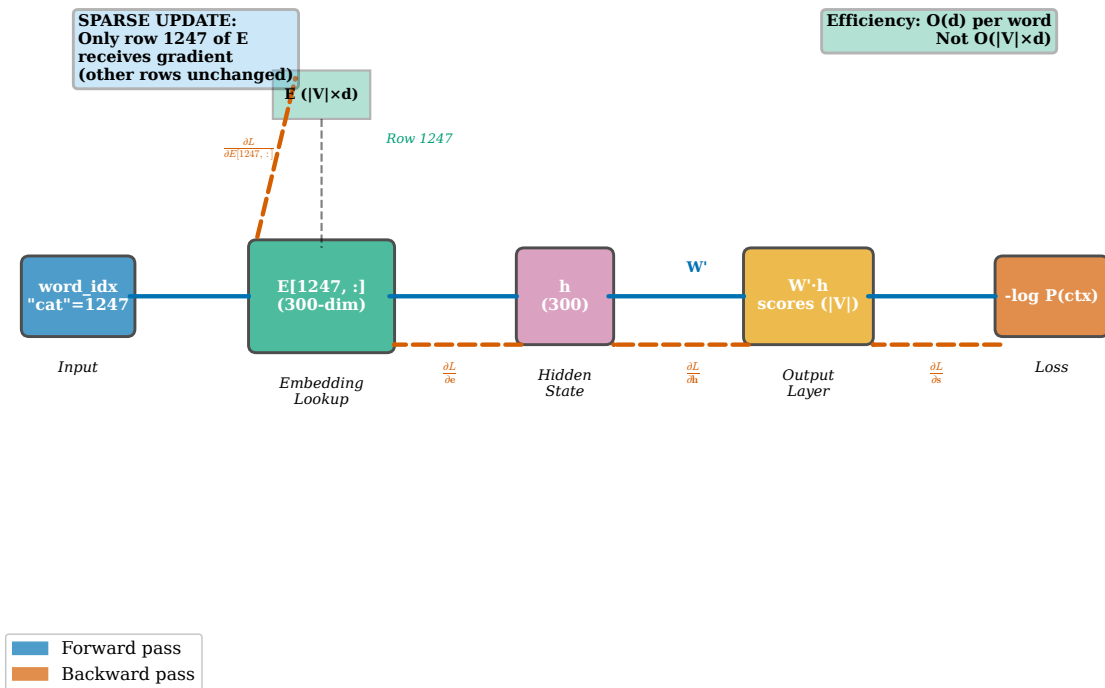 SPARSE UPDATE:
Only row 1247 of E
receives gradient
(other rows unchanged)
Efficiency: O(d) per word
Not O(|V|×d)
E (|V|×d)
Row 1247
∂L
∂E[1247, :]
word_idx
"cat"=1247
E[1247, :]
(300-dim)
h
(300)
W'
W'·h
scores (|V|)
-log P(ctx)
Input
Embedding
Lookup
∂L
∂e
Hidden
State
∂L
∂h
Output
Layer
∂L
∂s
Loss
Forward pass
Backward pass